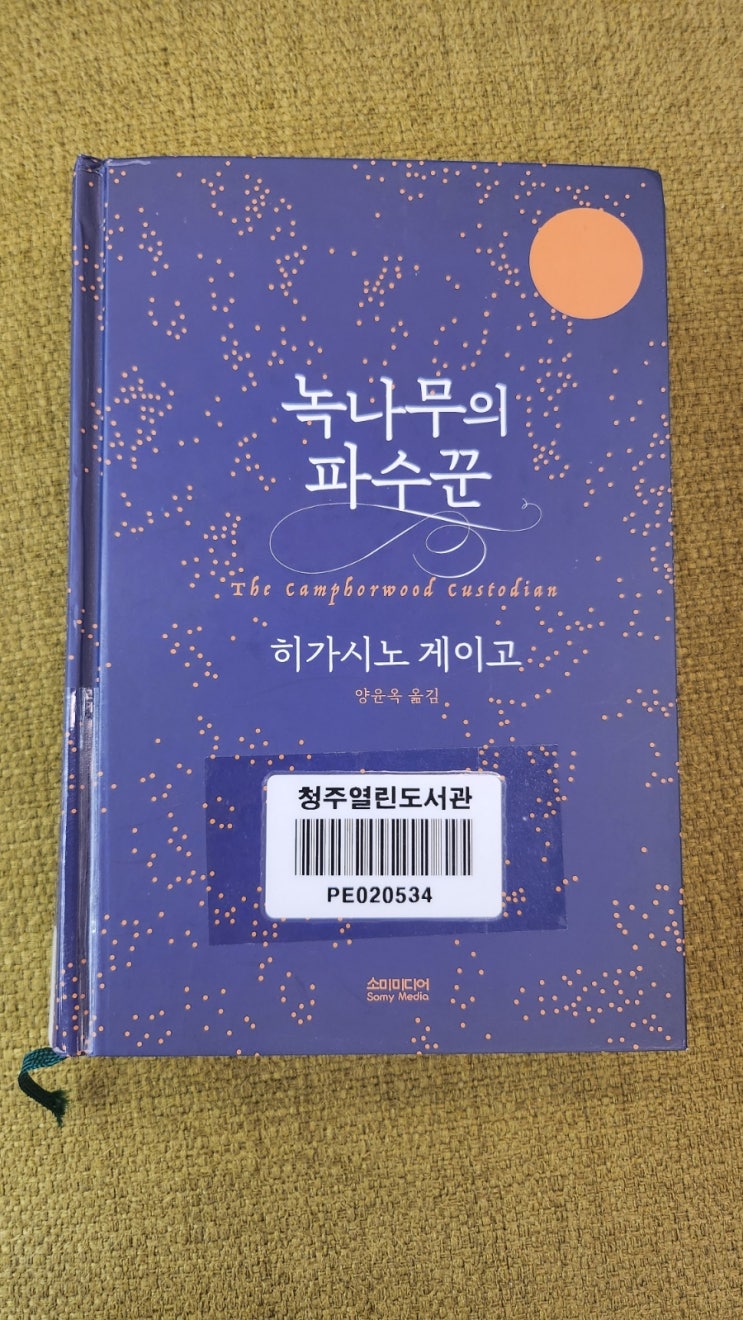 녹나무의
파수꾼
The Camphorwood Custodian
히가시노 게이고
양윤옥 옮김
청주열린도서관
PE020534
소미미디어
Somy Media